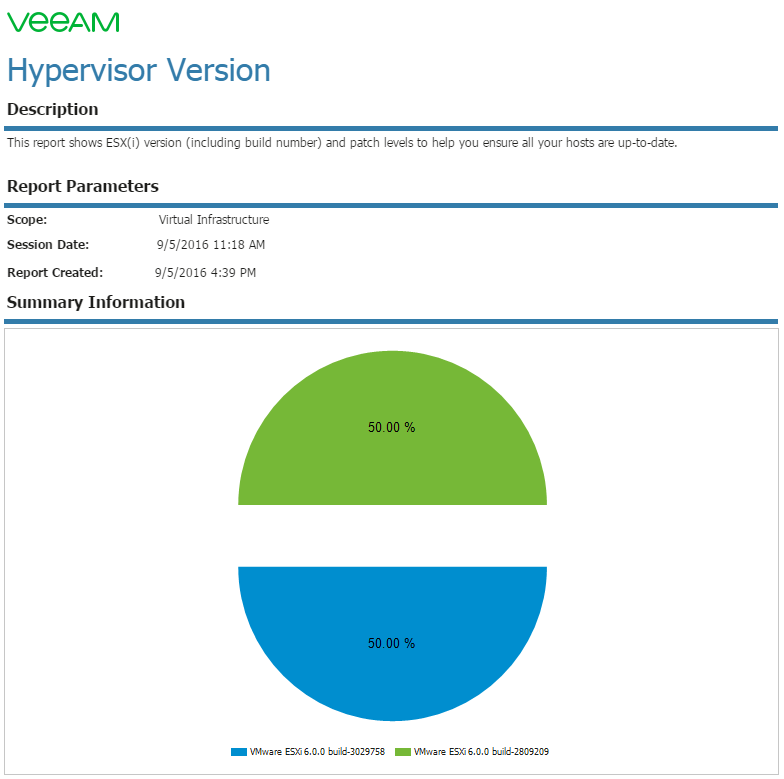 veeAM
Hypervisor Version
Description
This report shows ESX(i) version (including build number) and patch levels to help you ensure all your hosts are up-to-date.
Report Parameters
Scope: Virtual Infrastructure
Session Date: 9/5/2016 11:18 AM
Report Created: 9/5/2016 4:39 PM
Summary Information
50.00 %
50.00 %
VMware ESXi 6.0.0 build-3029758 VMware ESXi 6.0.0 build-2809209